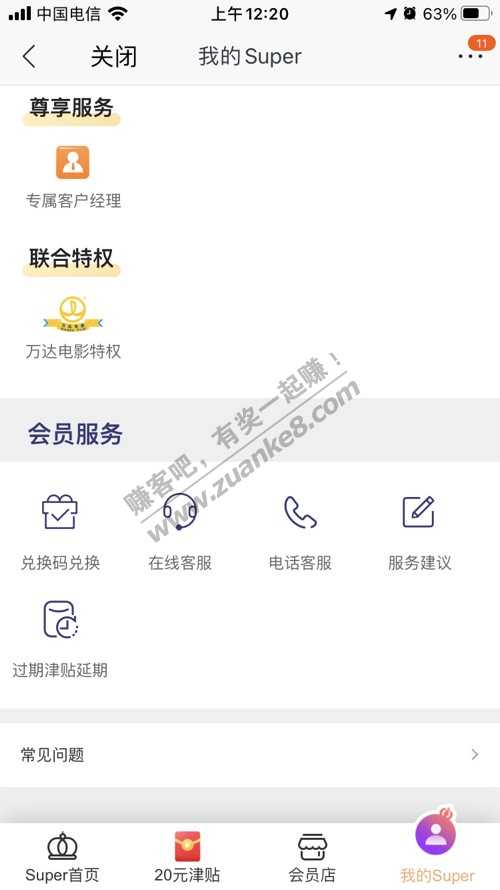 中国电信 上午12:20 63%
关闭 我的Super 11
尊享服务
专属客户经理
联合特权
万达电影特权
会员服务
赚客吧，有奖一起赚！
www.zuanke8.com
兑换码兑换 在线客服 电话客服 服务建议
过期津贴延期
常见问题
Super首页 20元津贴 会员店 我的Super